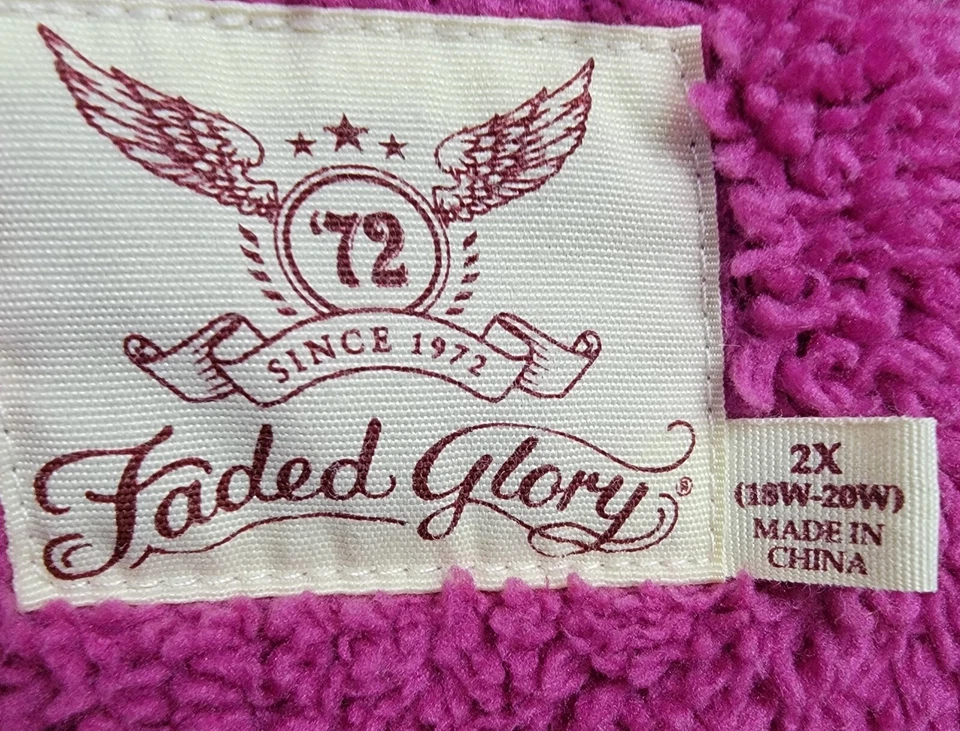 '72
SINCE 1972
Faded Glory®
2X
(18W-20W)
MADE IN
CHINA